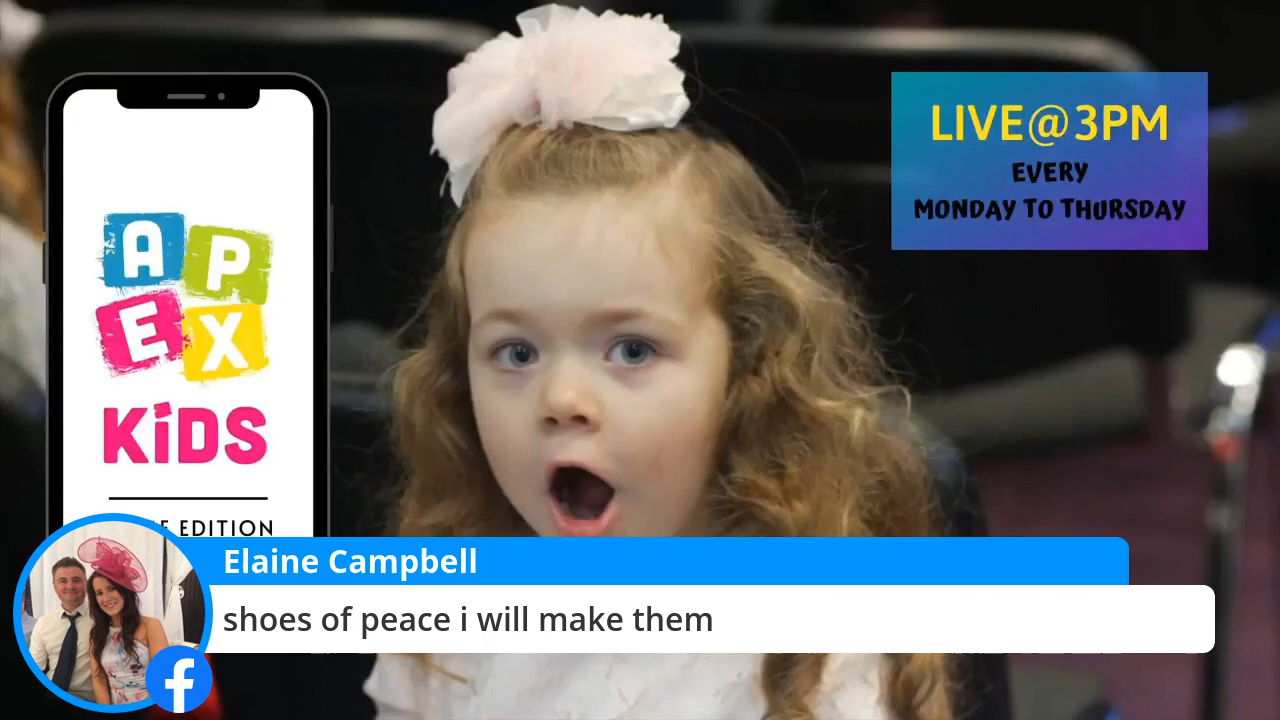 LIVE@3PM
EVERY
MONDAY TO THURSDAY
A P
E X
KiDS
EDITION
Elaine Campbell
shoes of peace i will make them